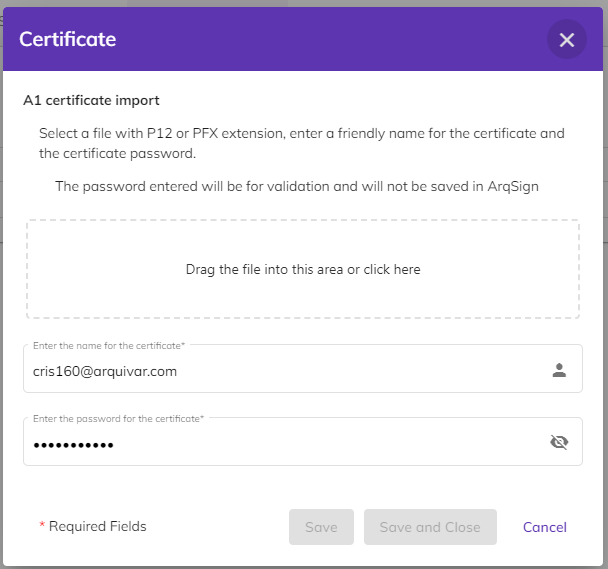 Certificate
A1 certificate import
Select a file with P12 or PFX extension, enter a friendly name for the certificate and
the certificate password.
The password entered will be for validation and will not be saved in ArqSign
Drag the file into this area or click here
Enter the name for the certificate*
cris160@arquivar.com
Enter the password for the certificate*
•••••••••••
* Required Fields
Save
Save and Close
Cancel